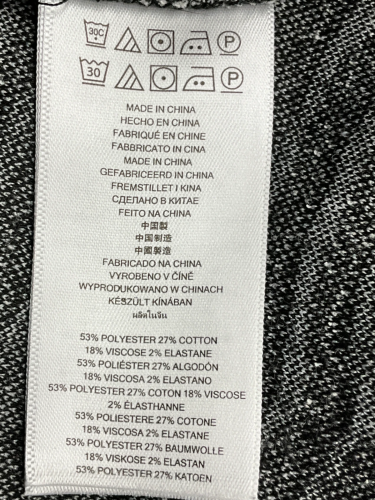 30C P
30 P
MADE IN CHINA
HECHO EN CHINA
FABRIQUÉ EN CHINE
FABBRICATO IN CINA
MADE IN CHINA
GEFABRICEERD IN CHINA
FREMSTILLET I KINA
СДЕЛАНО В КИТАЕ
FEITO NA CHINA
中国製
中国制造
中國製造
FABRICADO NA CHINA
VYROBENO V ČÍNĚ
WYPRODUKOWANO W CHINACH
KÉSZÜLT KÍNÁBAN
ผลิตในจีน
53% POLYESTER 27% COTTON
18% VISCOSE 2% ELASTANE
53% POLIÉSTER 27% ALGODÓN
18% VISCOSA 2% ELASTANO
53% POLYESTER 27% COTON 18% VISCOSE
2% ÉLASTHANNE
53% POLIESTERE 27% COTONE
18% VISCOSA 2% ELASTANE
53% POLYESTER 27% BAUMWOLLE
18% VISKOSE 2% ELASTAN
53% POLYESTER 27% KATOEN